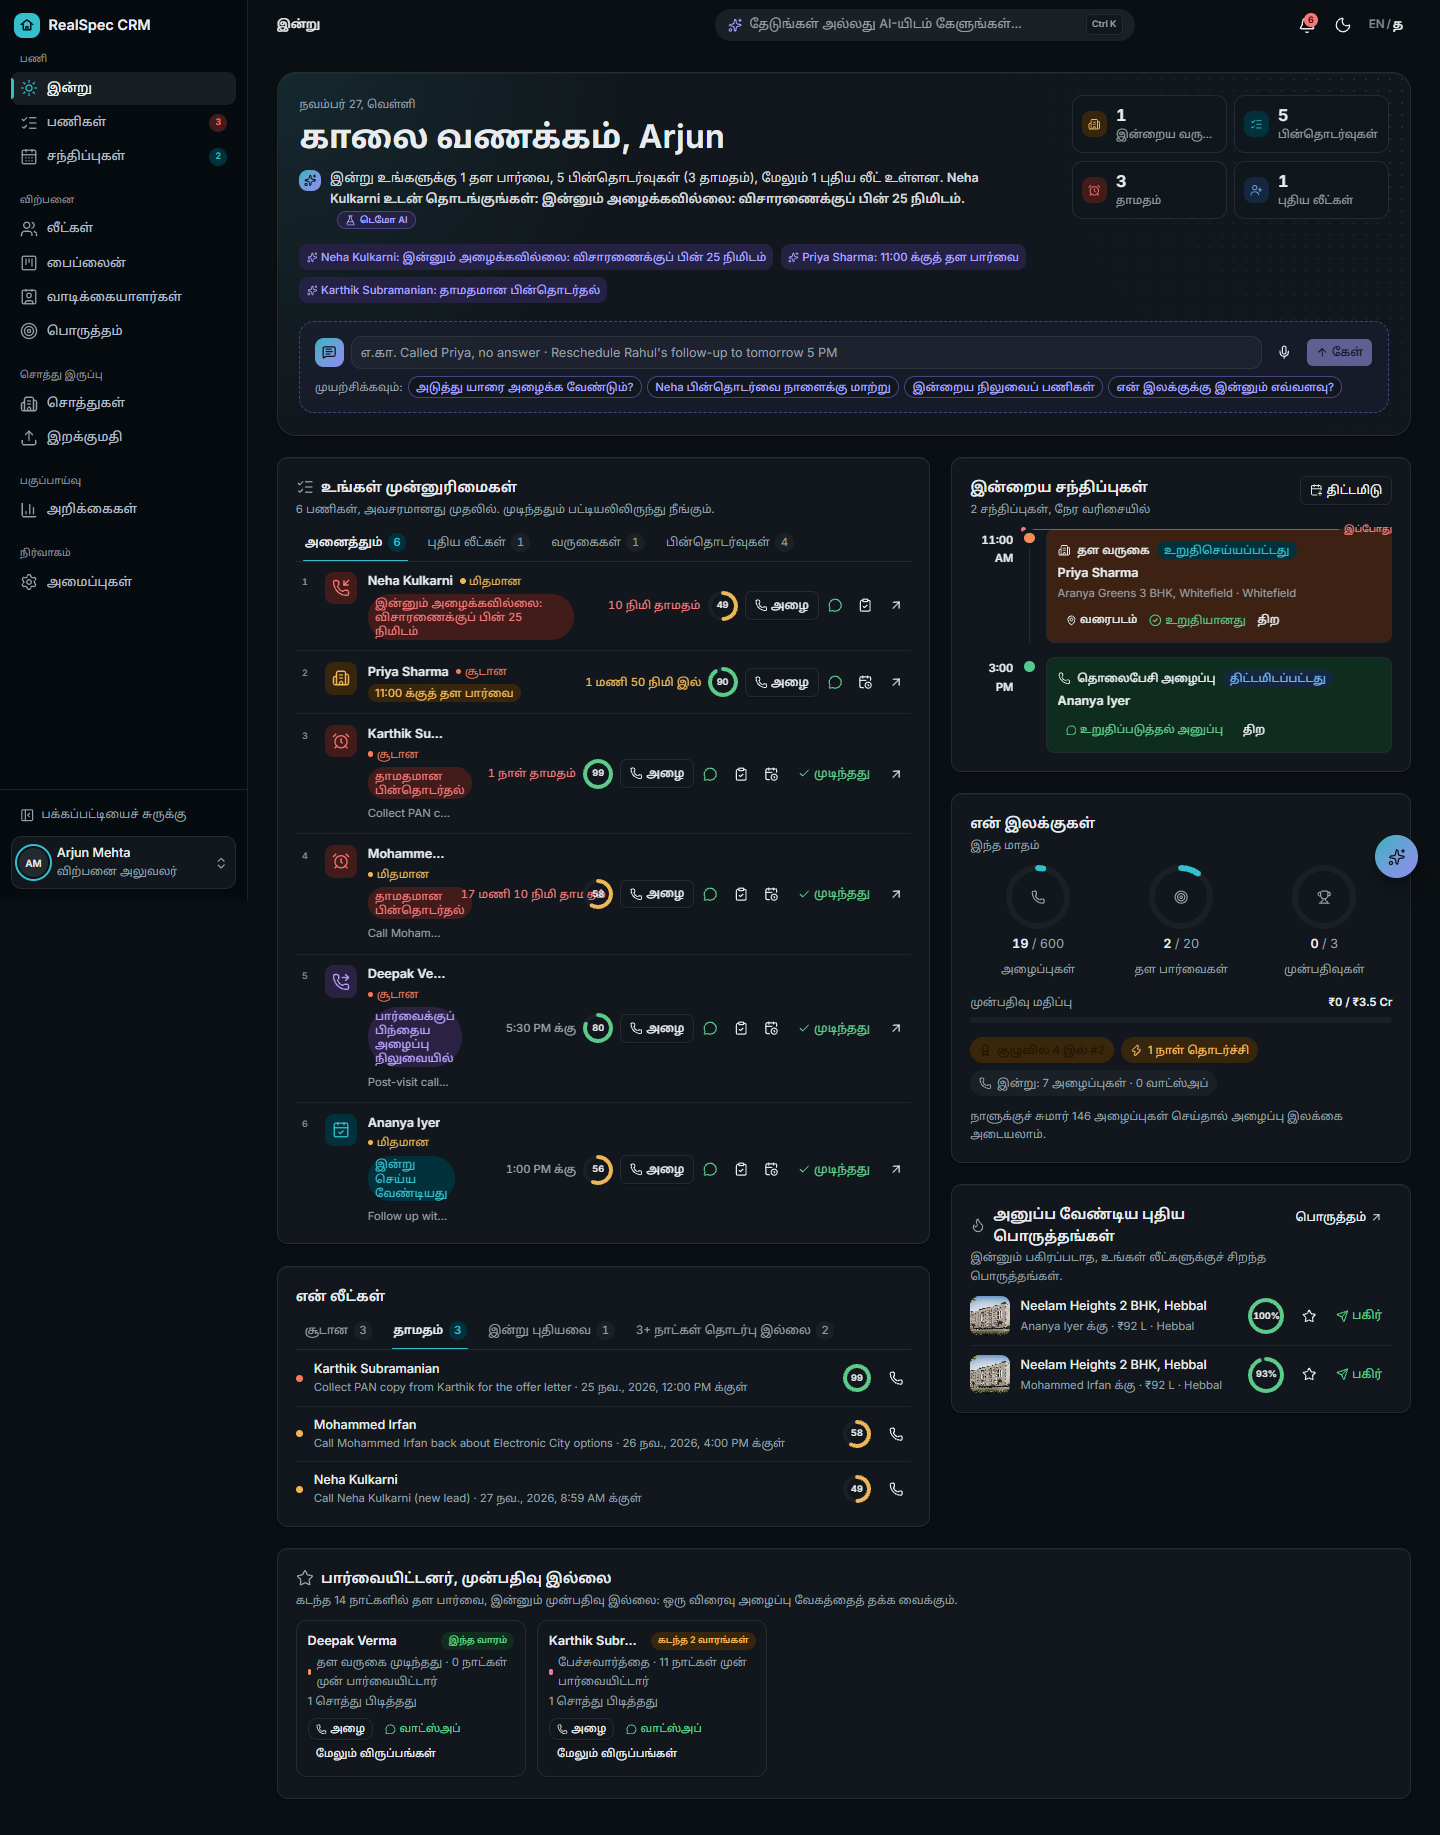 RealSpec CRM
பணி
இன்று
பணிகள் 3
சந்திப்புகள் 2
விற்பனை
லீட்கள்
பைப்லைன்
வாடிக்கையாளர்கள்
பொருத்தம்
சொத்து இருப்பு
சொத்துகள்
இறக்குமதி
பகுப்பாய்வு
அறிக்கைகள்
நிர்வாகம்
அமைப்புகள்
பக்கப்பட்டியைச் சுருக்கு
AM Arjun Mehta
விற்பனை அலுவலர்
இன்று
தேடுங்கள் அல்லது AI-யிடம் கேளுங்கள்... Ctrl K
6
EN / த
நவம்பர் 27, வெள்ளி
காலை வணக்கம், Arjun
இன்று உங்களுக்கு 1 தள பார்வை, 5 பின்தொடர்வுகள் (3 தாமதம்), மேலும் 1 புதிய லீட் உள்ளன. Neha
Kulkarni உடன் தொடங்குங்கள்: இன்னும் அழைக்கவில்லை: விசாரணைக்குப் பின் 25 நிமிடம்.
டெமோ AI
1
இன்றைய வரு...
5
பின்தொடர்வுகள்
3
தாமதம்
1
புதிய லீட்கள்
Neha Kulkarni: இன்னும் அழைக்கவில்லை: விசாரணைக்குப் பின் 25 நிமிடம்
Priya Sharma: 11:00 க்குத் தள பார்வை
Karthik Subramanian: தாமதமான பின்தொடர்தல்
எ.கா. Called Priya, no answer · Reschedule Rahul's follow-up to tomorrow 5 PM
கேள்
முயற்சிக்கவும்: அடுத்து யாரை அழைக்க வேண்டும்? Neha பின்தொடர்வை நாளைக்கு மாற்று இன்றைய நிலுவைப் பணிகள் என் இலக்குக்கு இன்னும் எவ்வளவு?
உங்கள் முன்னுரிமைகள்
6 பணிகள், அவசரமானது முதலில். முடிந்ததும் பட்டியலிலிருந்து நீங்கும்.
அனைத்தும் 6 புதிய லீட்கள் 1 வருகைகள் 1 பின்தொடர்வுகள் 4
1 Neha Kulkarni மிதமான
இன்னும் அழைக்கவில்லை:
விசாரணைக்குப் பின் 25
நிமிடம்
10 நிமி தாமதம் 49 அழை
2 Priya Sharma சூடான
11:00 க்குத் தள பார்வை
1 மணி 50 நிமி இல் 90 அழை
3 Karthik Su...
சூடான
தாமதமான
பின்தொடர்தல்
Collect PAN c...
1 நாள் தாமதம் 99 அழை முடிந்தது
4 Mohamme...
மிதமான
தாமதமான
பின்தொடர்தல்
Call Moham...
17 மணி 10 நிமி தாம 58 அழை முடிந்தது
5 Deepak Ve...
சூடான
பார்வைக்குப்
பிந்தைய
அழைப்பு
நிலுவையில்
Post-visit call...
5:30 PM க்கு 80 அழை முடிந்தது
6 Ananya Iyer
மிதமான
இன்று
செய்ய
வேண்டியது
Follow up wit...
1:00 PM க்கு 56 அழை முடிந்தது
இன்றைய சந்திப்புகள்
2 சந்திப்புகள், நேர வரிசையில்
திட்டமிடு
இப்போது
11:00
AM
தள வருகை உறுதிசெய்யப்பட்டது
Priya Sharma
Aranya Greens 3 BHK, Whitefield · Whitefield
வரைபடம் உறுதியானது திற
3:00
PM
தொலைபேசி அழைப்பு திட்டமிடப்பட்டது
Ananya Iyer
உறுதிப்படுத்தல் அனுப்பு திற
என் இலக்குகள்
இந்த மாதம்
19 / 600
அழைப்புகள்
2 / 20
தள பார்வைகள்
0 / 3
முன்பதிவுகள்
முன்பதிவு மதிப்பு ₹0 / ₹3.5 Cr
குழுவில் 4 இல் #2
1 நாள் தொடர்ச்சி
இன்று: 7 அழைப்புகள் · 0 வாட்ஸ்அப்
நாளுக்குச் சுமார் 146 அழைப்புகள் செய்தால் அழைப்பு இலக்கை
அடையலாம்.
அனுப்ப வேண்டிய புதிய
பொருத்தங்கள்
பொருத்தம்
இன்னும் பகிரப்படாத, உங்கள் லீட்களுக்குச் சிறந்த
பொருத்தங்கள்.
Neelam Heights 2 BHK, Hebbal
Ananya Iyer க்கு · ₹92 L · Hebbal
100% பகிர்
Neelam Heights 2 BHK, Hebbal
Mohammed Irfan க்கு · ₹92 L · Hebbal
93% பகிர்
என் லீட்கள்
சூடான 3 தாமதம் 3 இன்று புதியவை 1 3+ நாட்கள் தொடர்பு இல்லை 2
Karthik Subramanian
Collect PAN copy from Karthik for the offer letter · 25 நவ., 2026, 12:00 PM க்குள்
99
Mohammed Irfan
Call Mohammed Irfan back about Electronic City options · 26 நவ., 2026, 4:00 PM க்குள்
58
Neha Kulkarni
Call Neha Kulkarni (new lead) · 27 நவ., 2026, 8:59 AM க்குள்
49
பார்வையிட்டனர், முன்பதிவு இல்லை
கடந்த 14 நாட்களில் தள பார்வை, இன்னும் முன்பதிவு இல்லை: ஒரு விரைவு அழைப்பு வேகத்தைத் தக்க வைக்கும்.
Deepak Verma இந்த வாரம்
தள வருகை முடிந்தது · 0 நாட்கள்
முன் பார்வையிட்டார்
1 சொத்து பிடித்தது
அழை வாட்ஸ்அப்
மேலும் விருப்பங்கள்
Karthik Subr... கடந்த 2 வாரங்கள்
பேச்சுவார்த்தை · 11 நாட்கள் முன்
பார்வையிட்டார்
1 சொத்து பிடித்தது
அழை வாட்ஸ்அப்
மேலும் விருப்பங்கள்